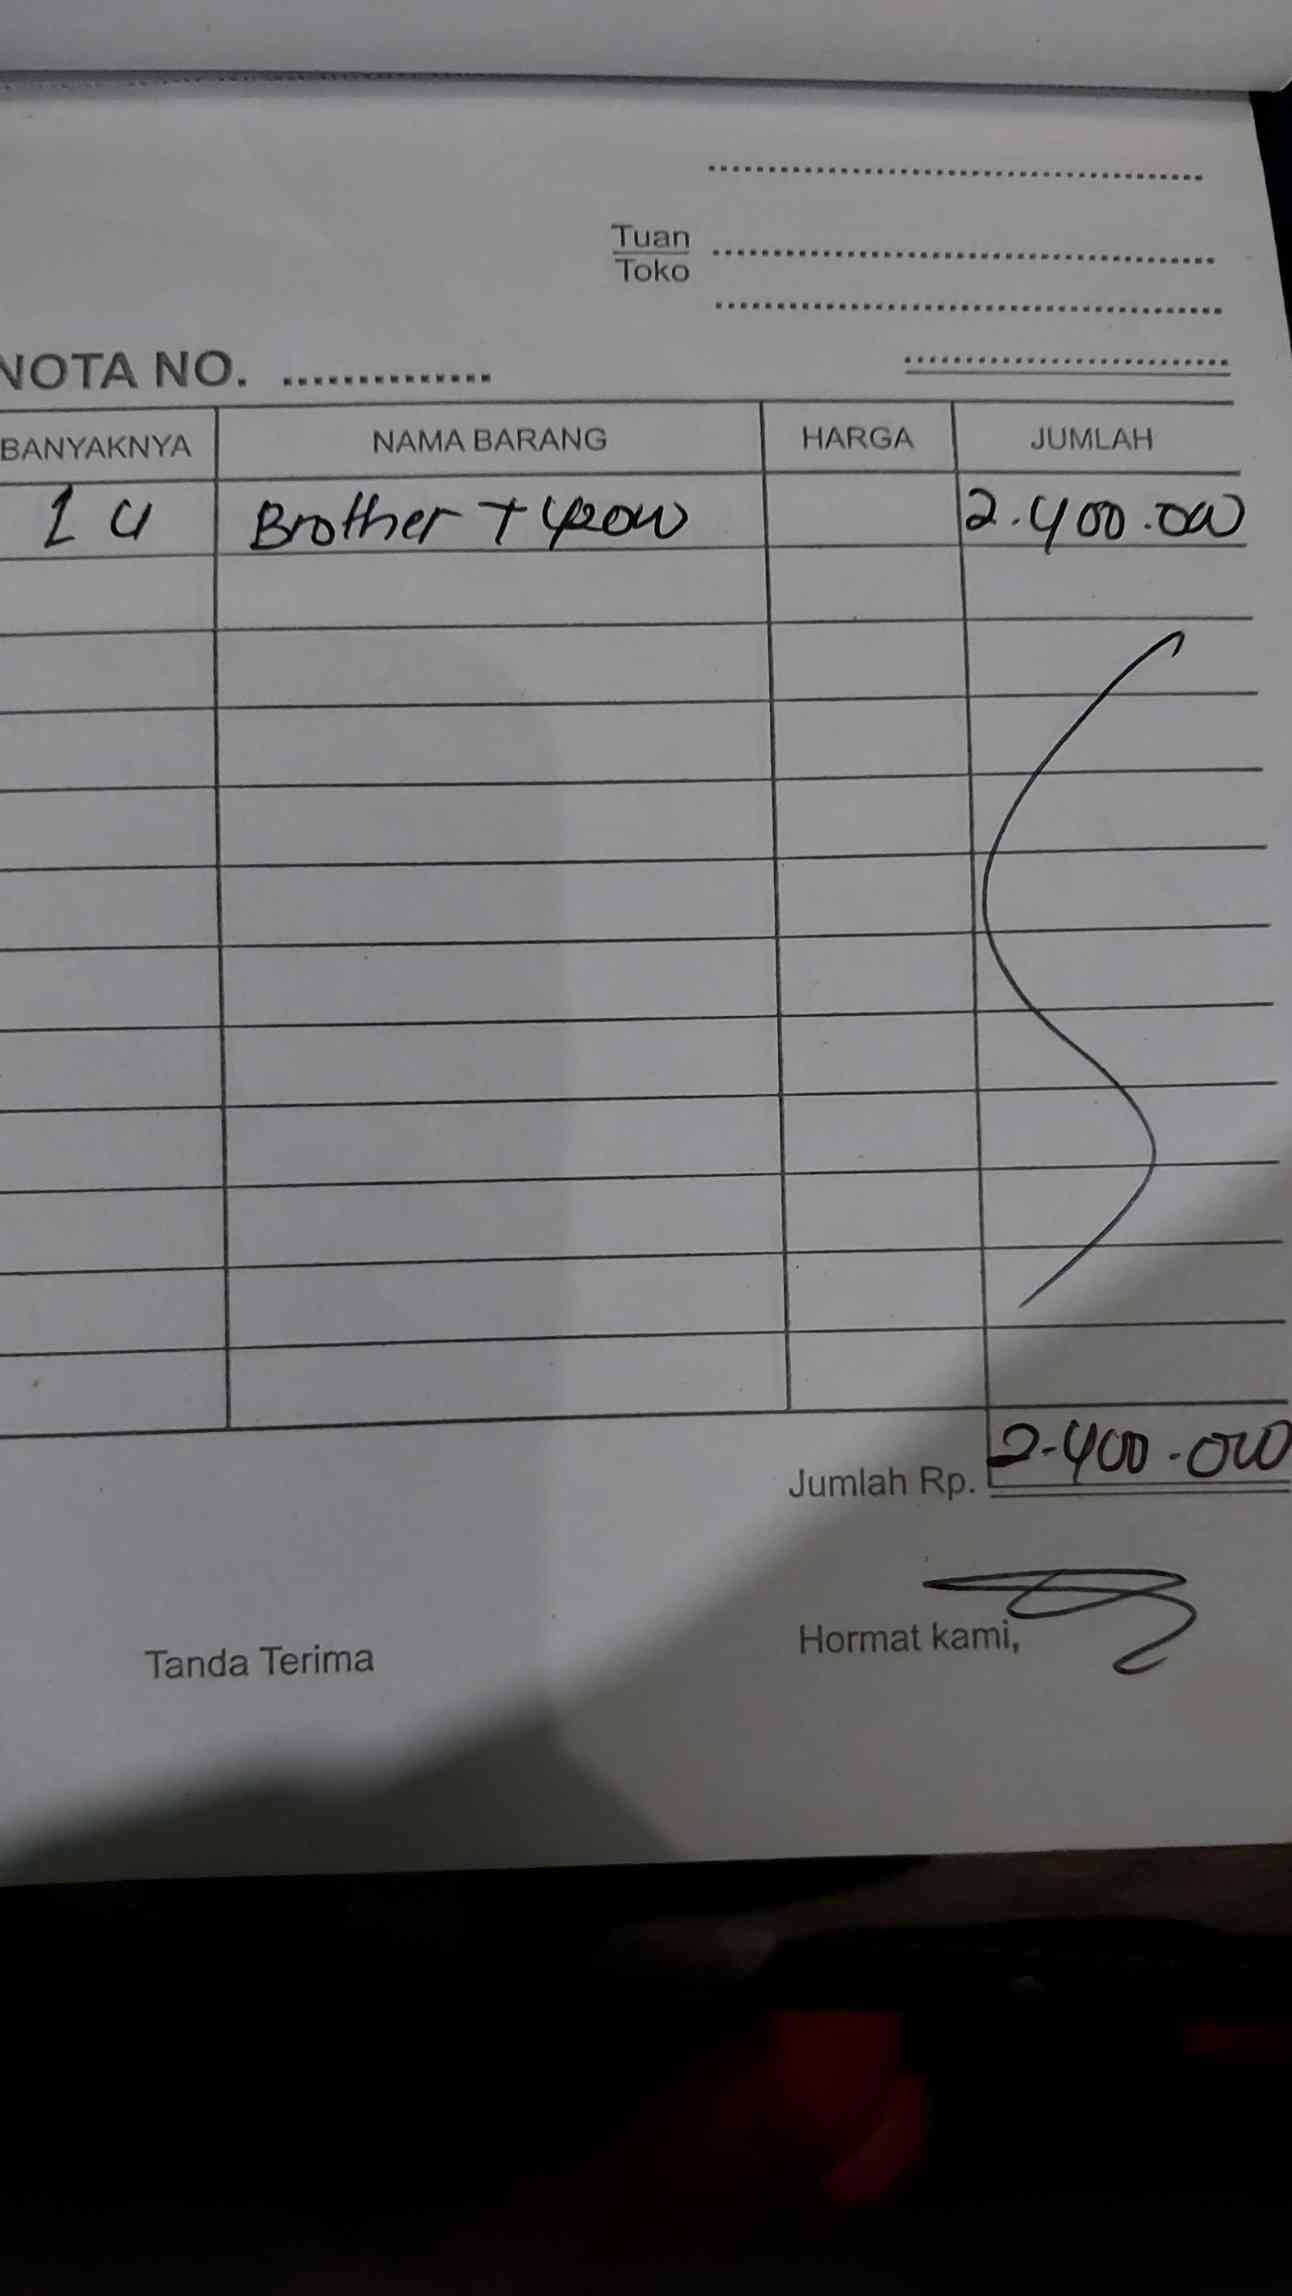 Tuan
Toko
NOTA NO.
BANYAKNYA NAMA BARANG HARGA JUMLAH
1 U Brother T420W 2.400.000
Jumlah Rp. 2.400.000
Tanda Terima Hormat kami,